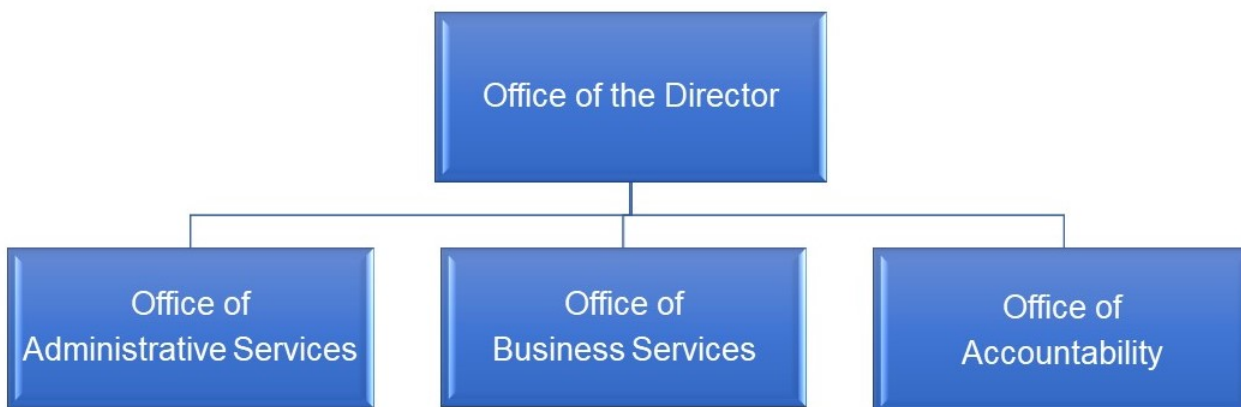 Office of the Director
Office of
Administrative Services
Office of
Business Services
Office of
Accountability